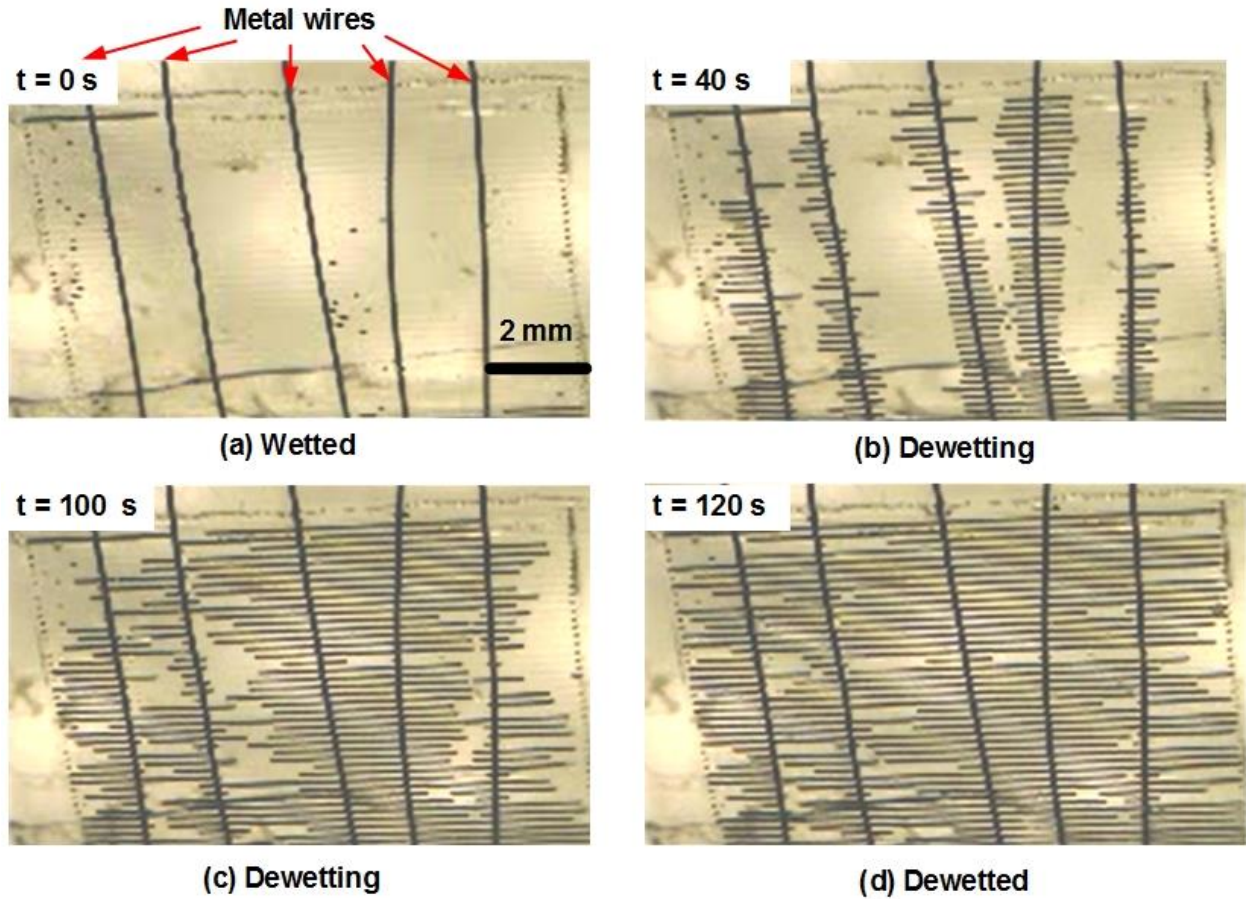 Metal wires
t = 0 s
t = 40 s
2 mm
(a) Wetted
(b) Dewetting
t = 100 s
t = 120 s
(c) Dewetting
(d) Dewetted